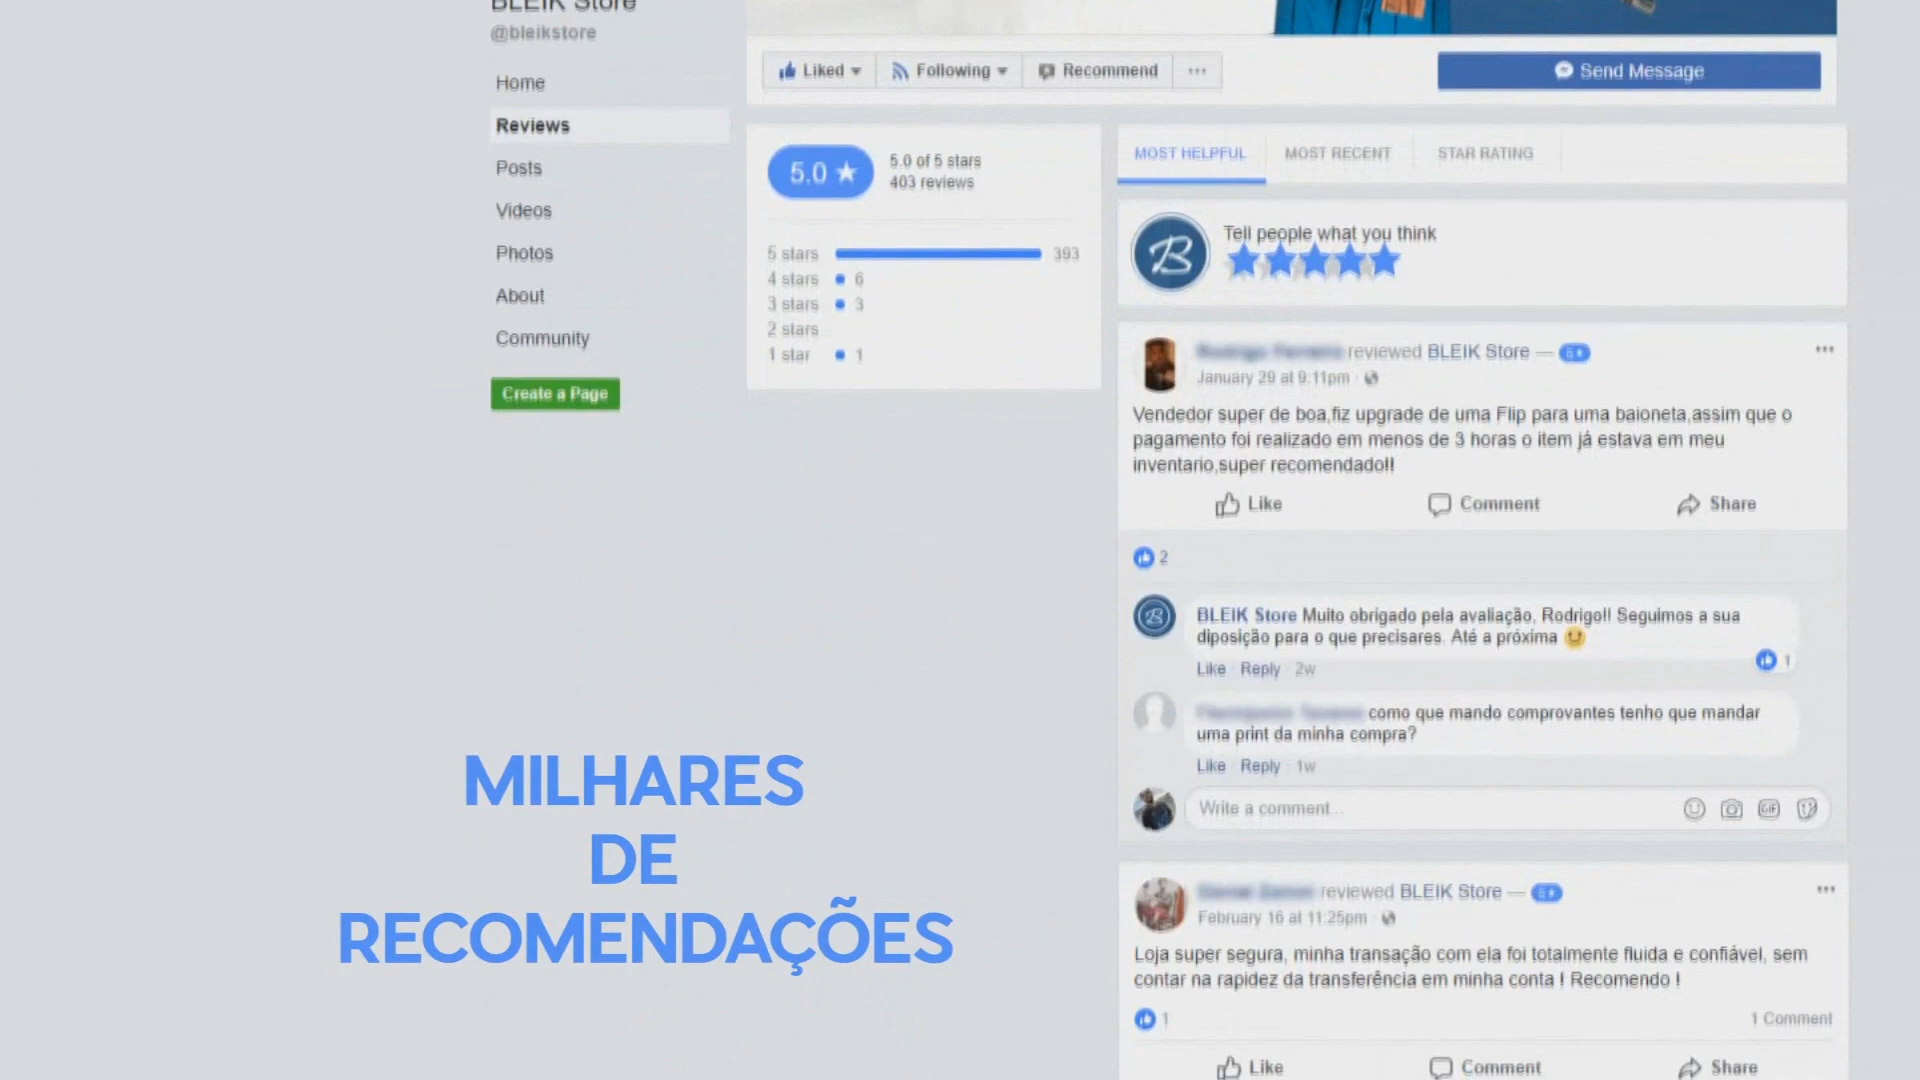 BLEIK Store
@bleikstore
Home
Reviews
Posts
Videos
Photos
About
Community
Create a Page
Liked
Following
Recommend
Send Message
5.0 ★
5.0 of 5 stars
403 reviews
5 stars 393
4 stars 6
3 stars 3
2 stars
1 star 1
MOST HELPFUL
MOST RECENT
STAR RATING
Tell people what you think
reviewed BLEIK Store — 5★
January 29 at 9:11pm ·
Vendedor super de boa,fiz upgrade de uma Flip para uma baioneta,assim que o
pagamento foi realizado em menos de 3 horas o item já estava em meu
inventario,super recomendado!!
Like
Comment
Share
2
BLEIK Store Muito obrigado pela avaliação, Rodrigo!! Seguimos a sua
diposição para o que precisares. Até a próxima
1
Like · Reply · 2w
como que mando comprovantes tenho que mandar
uma print da minha compra?
Like · Reply · 1w
Write a comment...
GIF
reviewed BLEIK Store — 5★
February 16 at 11:25pm ·
Loja super segura, minha transação com ela foi totalmente fluida e confiável, sem
contar na rapidez da transferência em minha conta ! Recomendo !
1
1 Comment
Like
Comment
Share
MILHARES
DE
RECOMENDAÇÕES